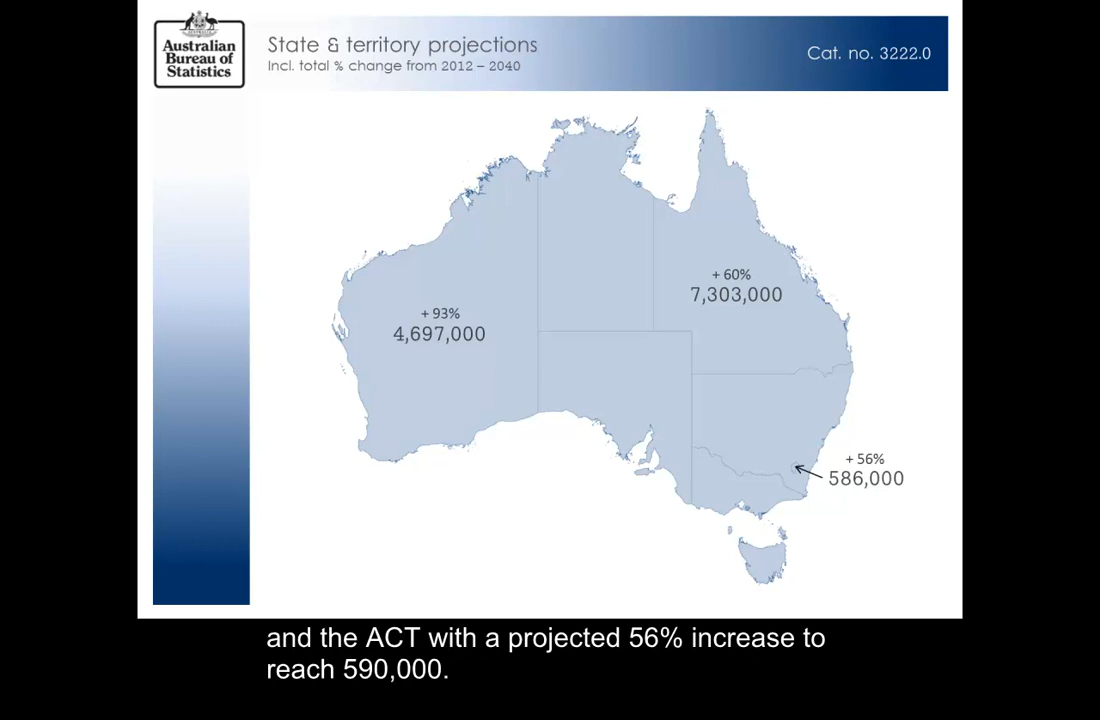 Australian
Bureau of
Statistics
State & territory projections
Incl. total % change from 2012 – 2040
Cat. no. 3222.0
+ 60%
7,303,000
+ 93%
4,697,000
+ 56%
586,000
and the ACT with a projected 56% increase to
reach 590,000.